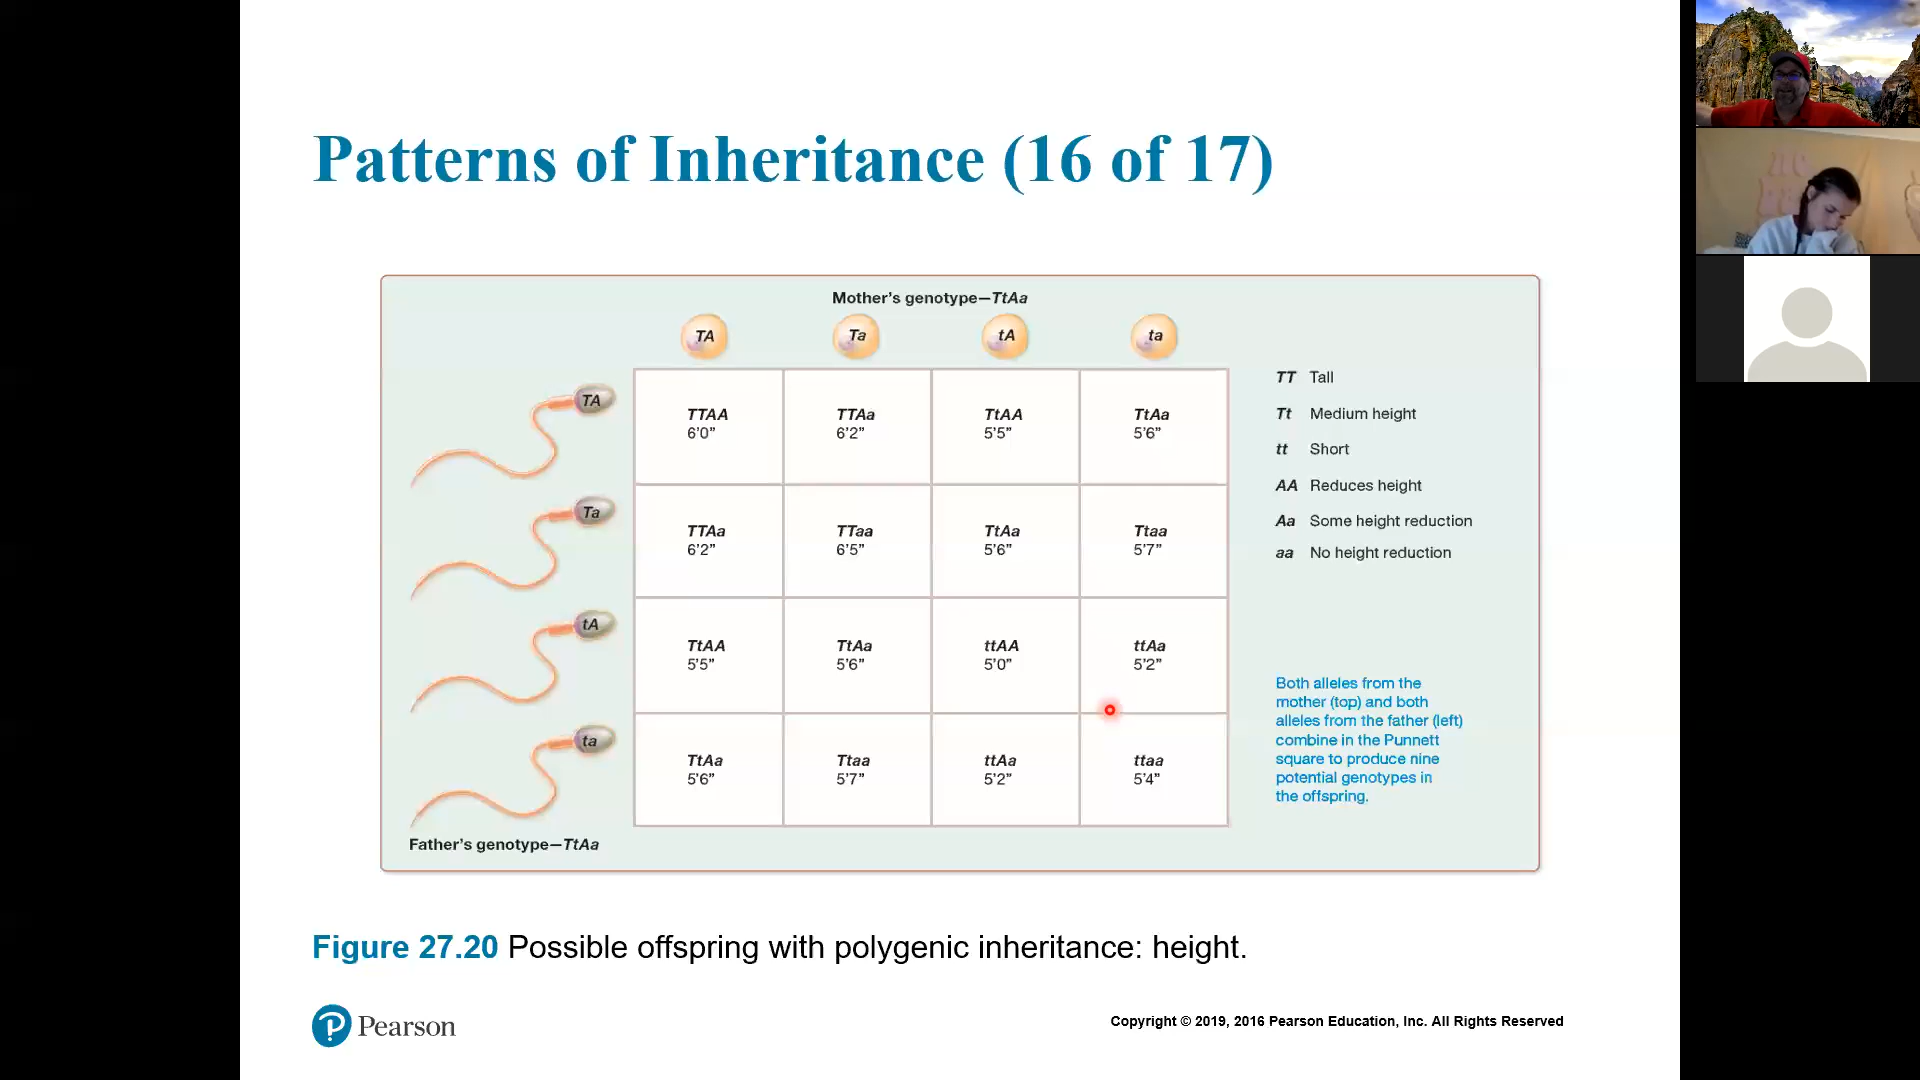 Patterns of Inheritance (16 of 17)
Mother's genotype—TtAa
TA Ta tA ta
TA
TTAA TTAa TtAA TtAa
6'0” 6'2” 5'5” 5'6”
Ta
TTAa TTaa TtAa Ttaa
6'2” 6'5” 5'6” 5'7”
tA
TtAA TtAa ttAA ttAa
5'5” 5'6” 5'0” 5'2”
ta
TtAa Ttaa ttAa ttaa
5'6” 5'7” 5'2” 5'4”
Father's genotype—TtAa
TT Tall
Tt Medium height
tt Short
AA Reduces height
Aa Some height reduction
aa No height reduction
Both alleles from the
mother (top) and both
alleles from the father (left)
combine in the Punnett
square to produce nine
potential genotypes in
the offspring.
Figure 27.20 Possible offspring with polygenic inheritance: height.
Pearson
Copyright © 2019, 2016 Pearson Education, Inc. All Rights Reserved